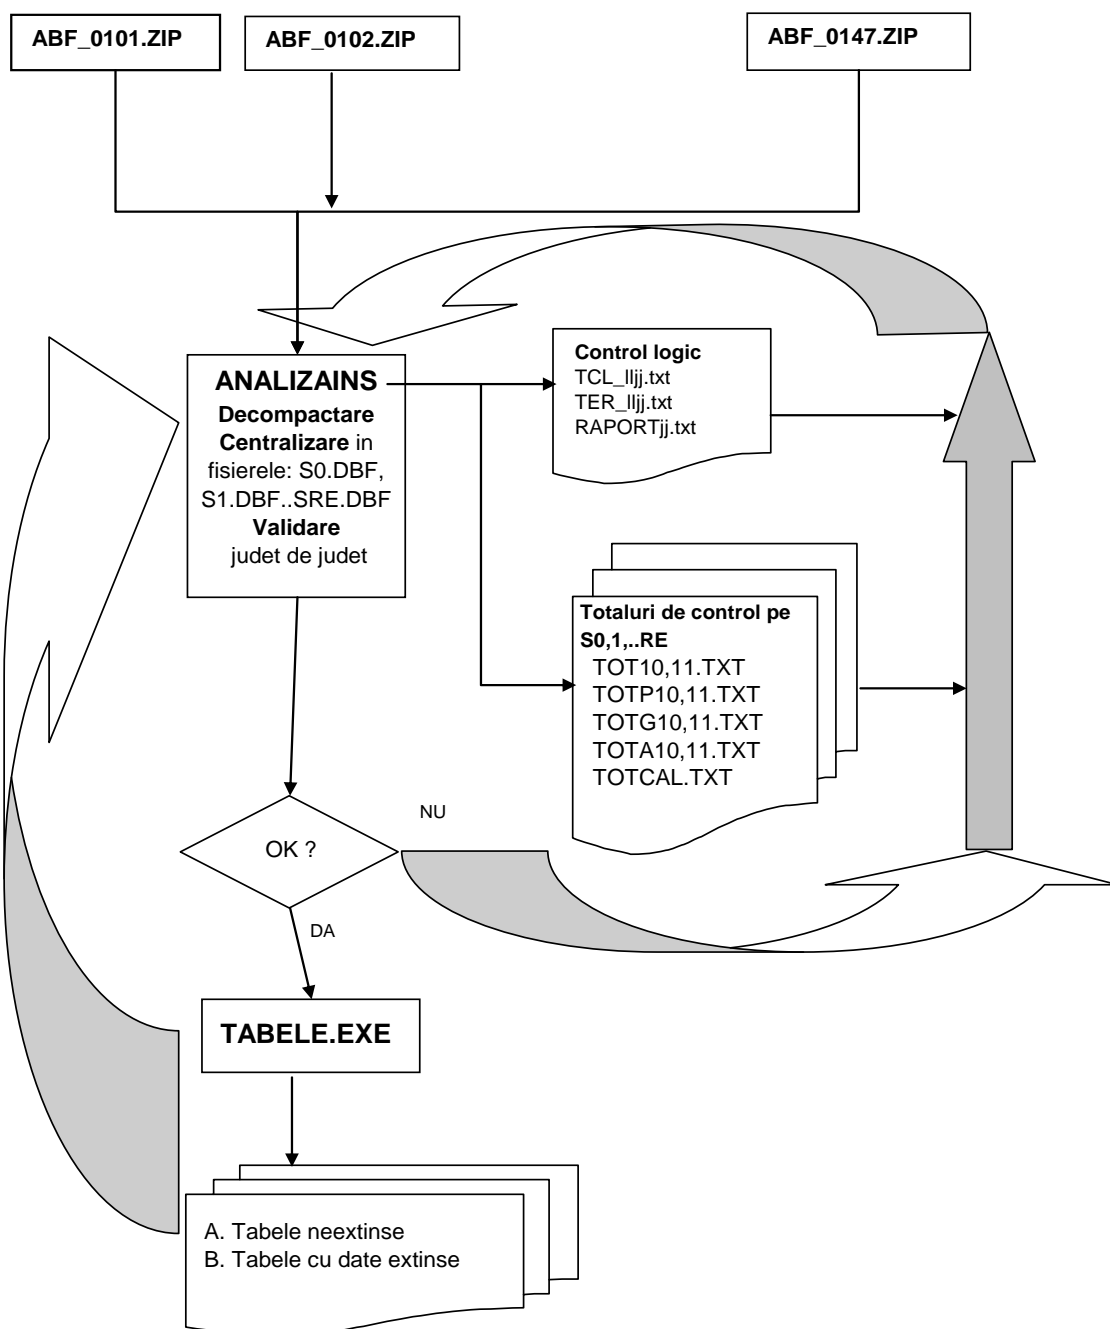 ABF_0101.ZIP
ABF_0102.ZIP
ABF_0147.ZIP
ANALIZAINS
Decompactare
Centralizare in
fisierele: S0.DBF,
S1.DBF..SRE.DBF
Validare
judet de judet
Control logic
TCL_lljj.txt
TER_lljj.txt
RAPORTjj.txt
Totaluri de control pe
S0,1,..RE
TOT10,11.TXT
TOTP10,11.TXT
TOTG10,11.TXT
TOTA10,11.TXT
TOTCAL.TXT
OK ?
NU
DA
TABELE.EXE
A. Tabele neextinse
B. Tabele cu date extinse